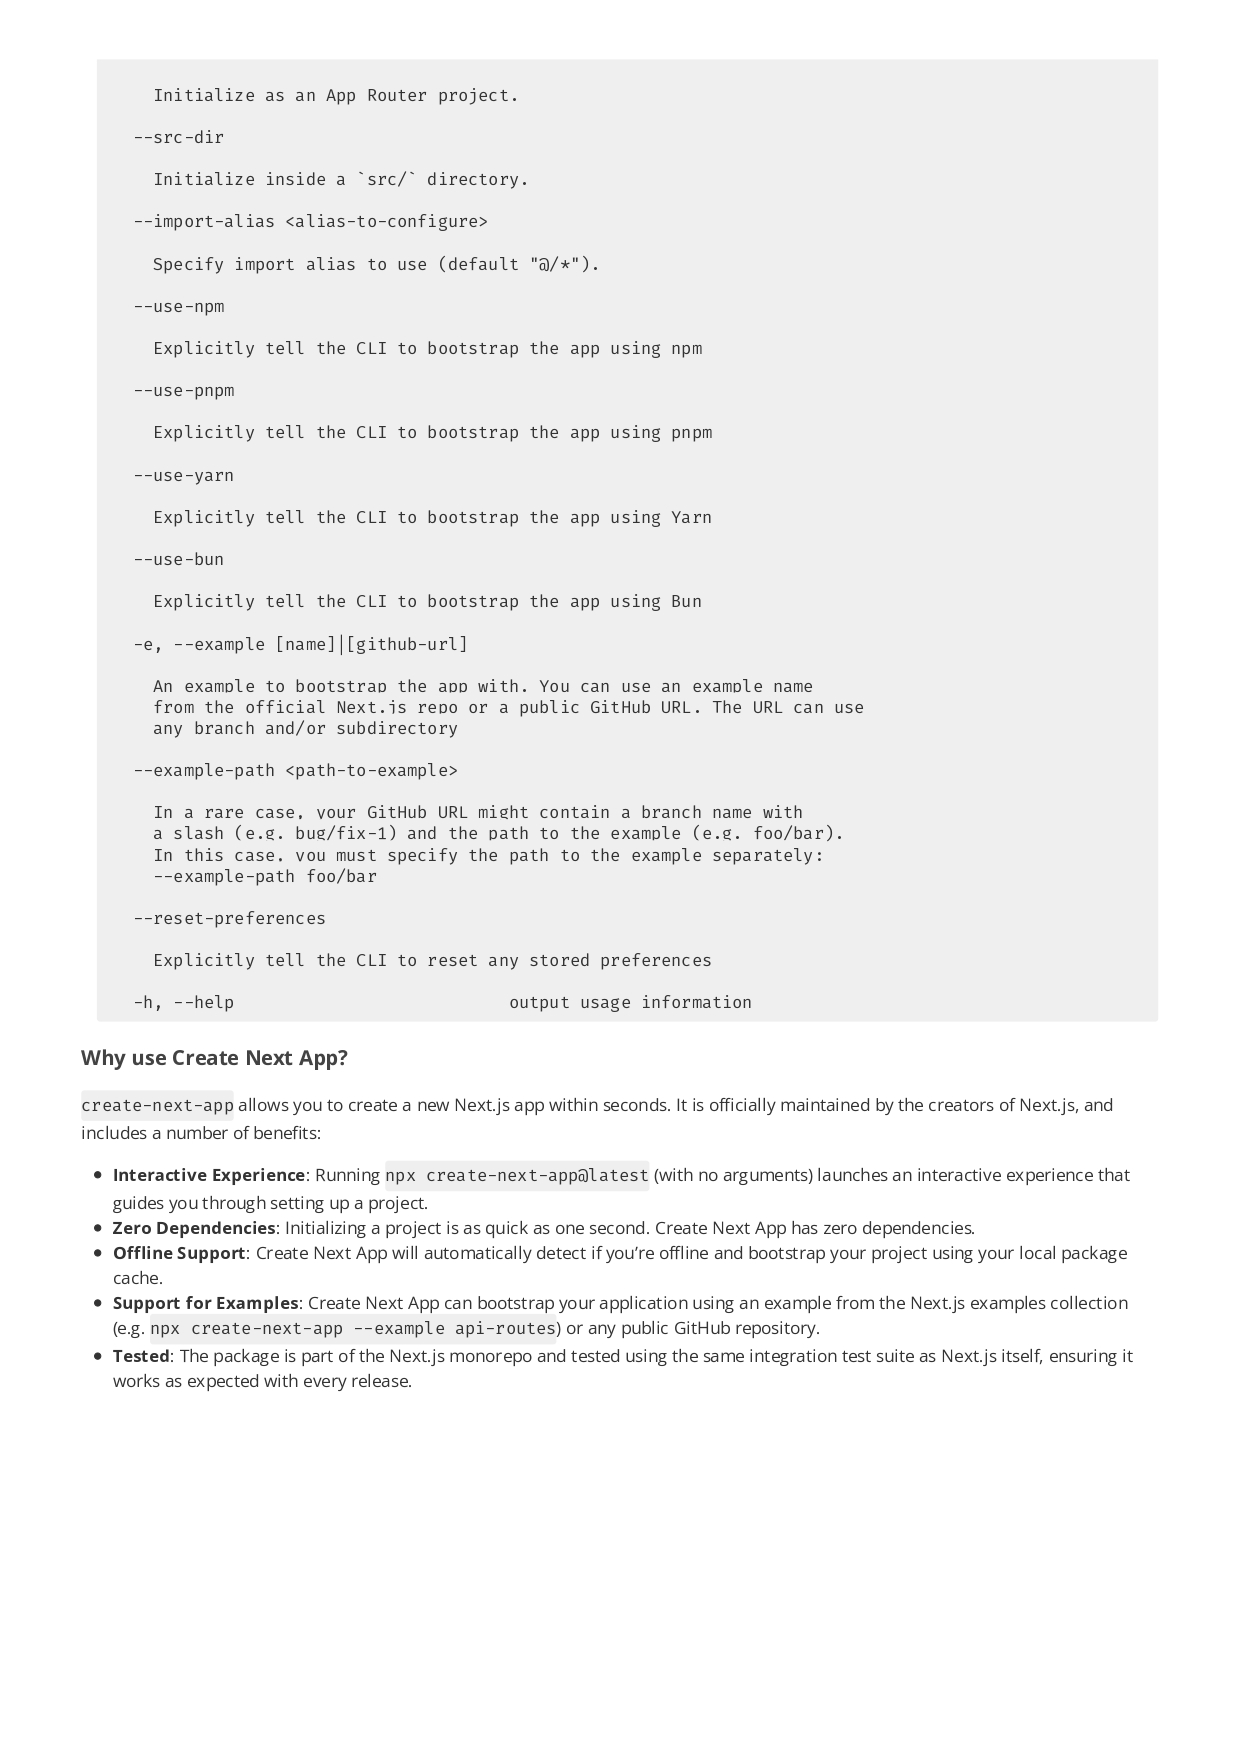 Initialize as an App Router project.
--src-dir
Initialize inside a `src/` directory.
--import-alias <alias-to-configure>
Specify import alias to use (default "@/*").
--use-npm
Explicitly tell the CLI to bootstrap the app using npm
--use-pnpm
Explicitly tell the CLI to bootstrap the app using pnpm
--use-yarn
Explicitly tell the CLI to bootstrap the app using Yarn
--use-bun
Explicitly tell the CLI to bootstrap the app using Bun
-e, --example [name]|[github-url]
An example to bootstrap the app with. You can use an example name
from the official Next.js repo or a public GitHub URL. The URL can use
any branch and/or subdirectory
--example-path <path-to-example>
In a rare case, your GitHub URL might contain a branch name with
a slash (e.g. bug/fix-1) and the path to the example (e.g. foo/bar).
In this case, you must specify the path to the example separately:
--example-path foo/bar
--reset-preferences
Explicitly tell the CLI to reset any stored preferences
-h, --help output usage information
Why use Create Next App?
create-next-app allows you to create a new Next.js app within seconds. It is officially maintained by the creators of Next.js, and
includes a number of benefits:
• Interactive Experience: Running npx create-next-app@latest (with no arguments) launches an interactive experience that
guides you through setting up a project.
• Zero Dependencies: Initializing a project is as quick as one second. Create Next App has zero dependencies.
• Offline Support: Create Next App will automatically detect if you’re offline and bootstrap your project using your local package
cache.
• Support for Examples: Create Next App can bootstrap your application using an example from the Next.js examples collection
(e.g. npx create-next-app --example api-routes) or any public GitHub repository.
• Tested: The package is part of the Next.js monorepo and tested using the same integration test suite as Next.js itself, ensuring it
works as expected with every release.